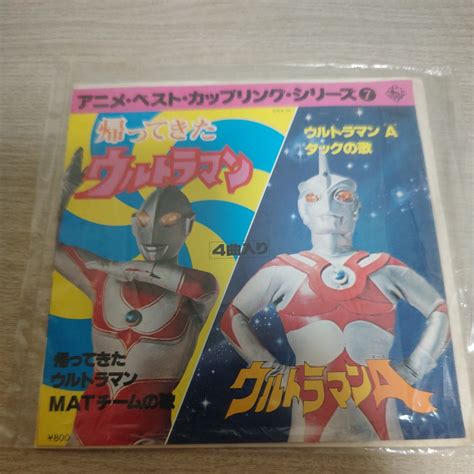 アニメ・ベスト・カップリング・シリーズ⑦
帰ってきた
ウルトラマン
ウルトラマンA
タックの歌
4曲入り
帰ってきた
ウルトラマン
MATチームの歌
ウルトラマンA
¥800